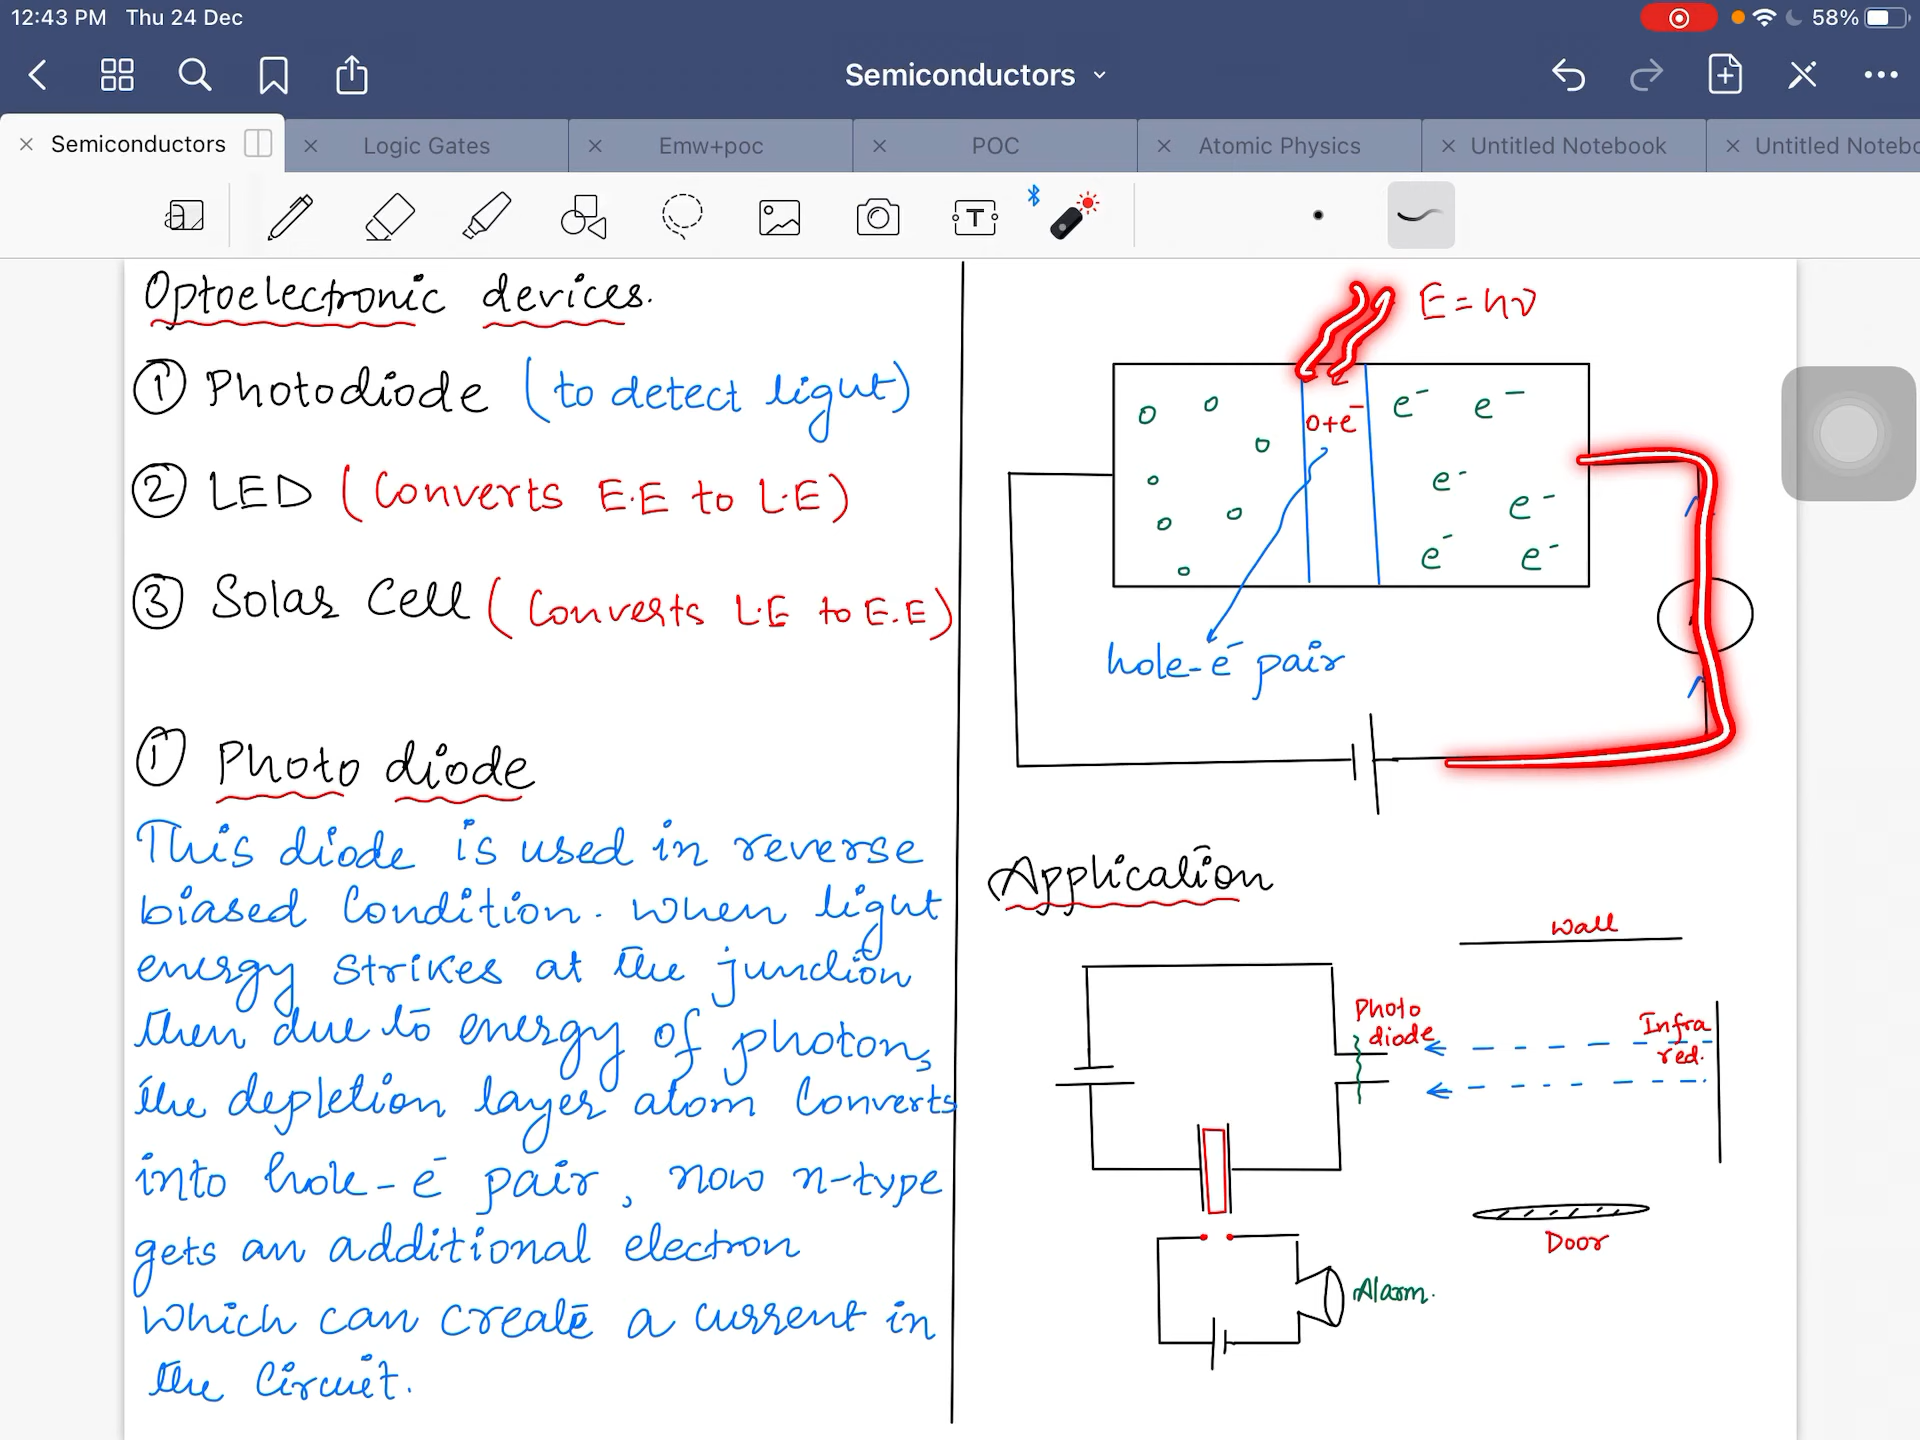 12:43 PM Thu 24 Dec
58%
Semiconductors
Semiconductors
Logic Gates
Emw+poc
POC
Atomic Physics
Untitled Notebook
Untitled Notebo
Optoelectronic devices.
① Photodiode (to detect light)
② LED (Converts E.E to L.E)
③ Solar Cell (Converts L.E to E.E)
① Photo diode
This diode is used in reverse
biased Condition. When light
energy strikes at the junction
then due to energy of photon,
the depletion layer atom Converts
into hole-e⁻ pair, now n-type
gets an additional electron
which can create a current in
the Circuit.
E=hν
o o e⁻ e⁻
o+e⁻
o
o e⁻
o o e⁻
o e⁻ e⁻
hole-e⁻ pair
Application
Wall
Photo
diode
Infra
red.
Door
Alarm.